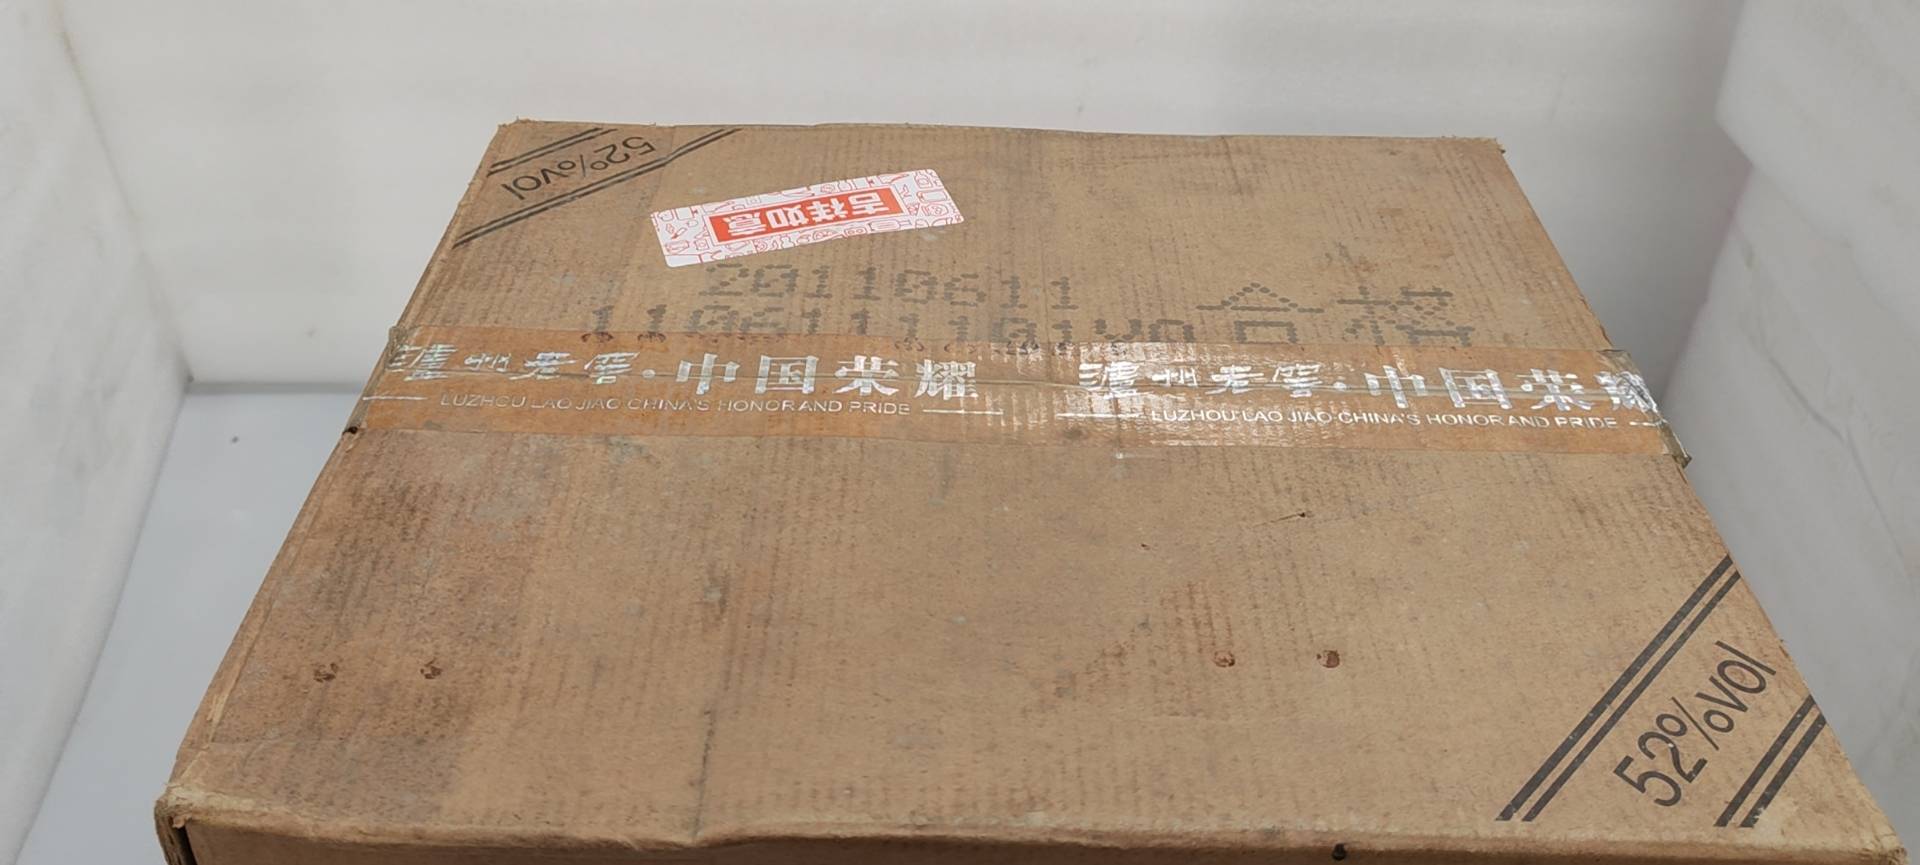 52%vol
吉祥如意
20110611 合格
泸州老窖·中国荣耀 泸州老窖·中国荣耀
LUZHOU LAO JIAO·CHINA'S HONOR AND PRIDE LUZHOU LAO JIAO·CHINA'S HONOR AND PRIDE
52%vol